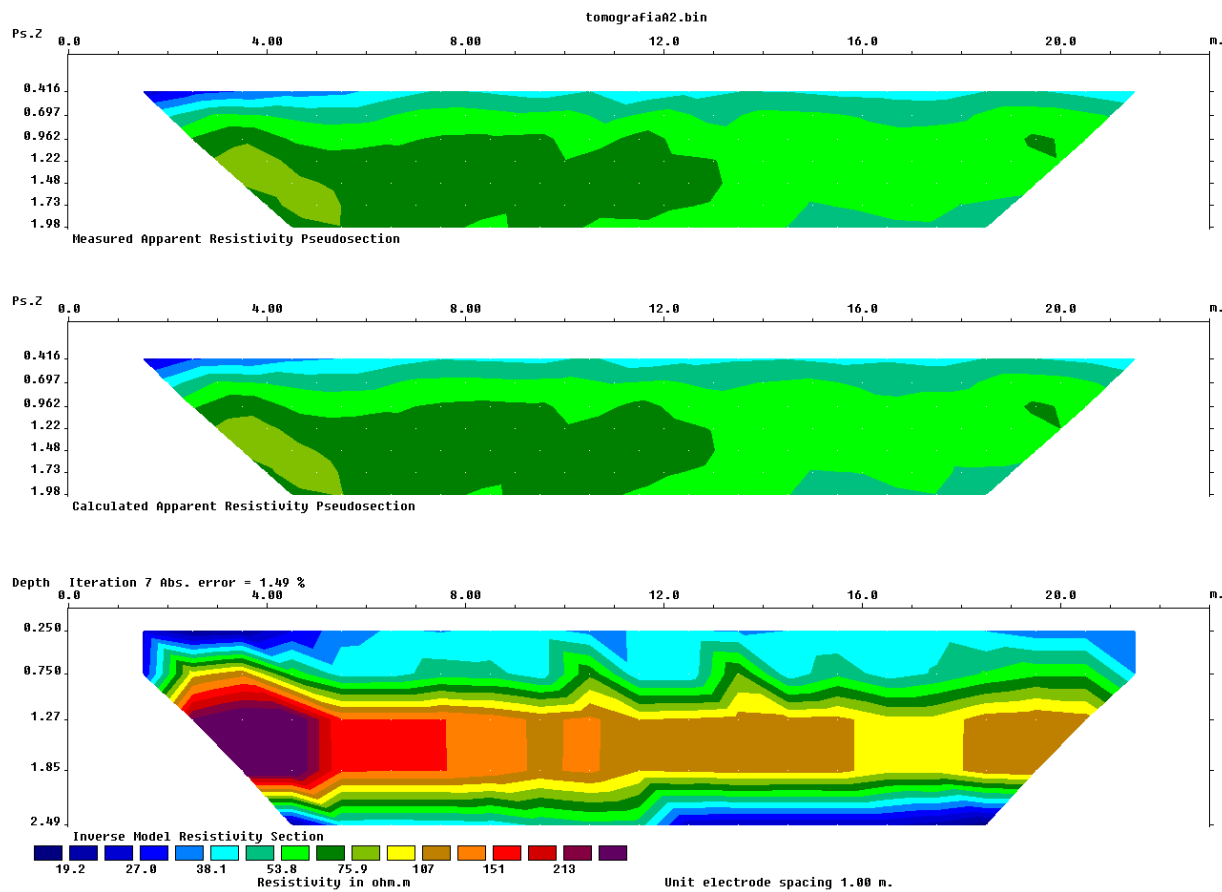 tomografiaA2.bin
Ps.Z 0.0 4.00 8.00 12.0 16.0 20.0 m.
0.416
0.697
0.962
1.22
1.48
1.73
1.98
Measured Apparent Resistivity Pseudosection
Ps.Z 0.0 4.00 8.00 12.0 16.0 20.0 m.
0.416
0.697
0.962
1.22
1.48
1.73
1.98
Calculated Apparent Resistivity Pseudosection
Depth Iteration 7 Abs. error = 1.49 %
0.0 4.00 8.00 12.0 16.0 20.0 m.
0.250
0.750
1.27
1.85
2.49
Inverse Model Resistivity Section
19.2 27.0 38.1 53.8 75.9 107 151 213
Resistivity in ohm.m Unit electrode spacing 1.00 m.